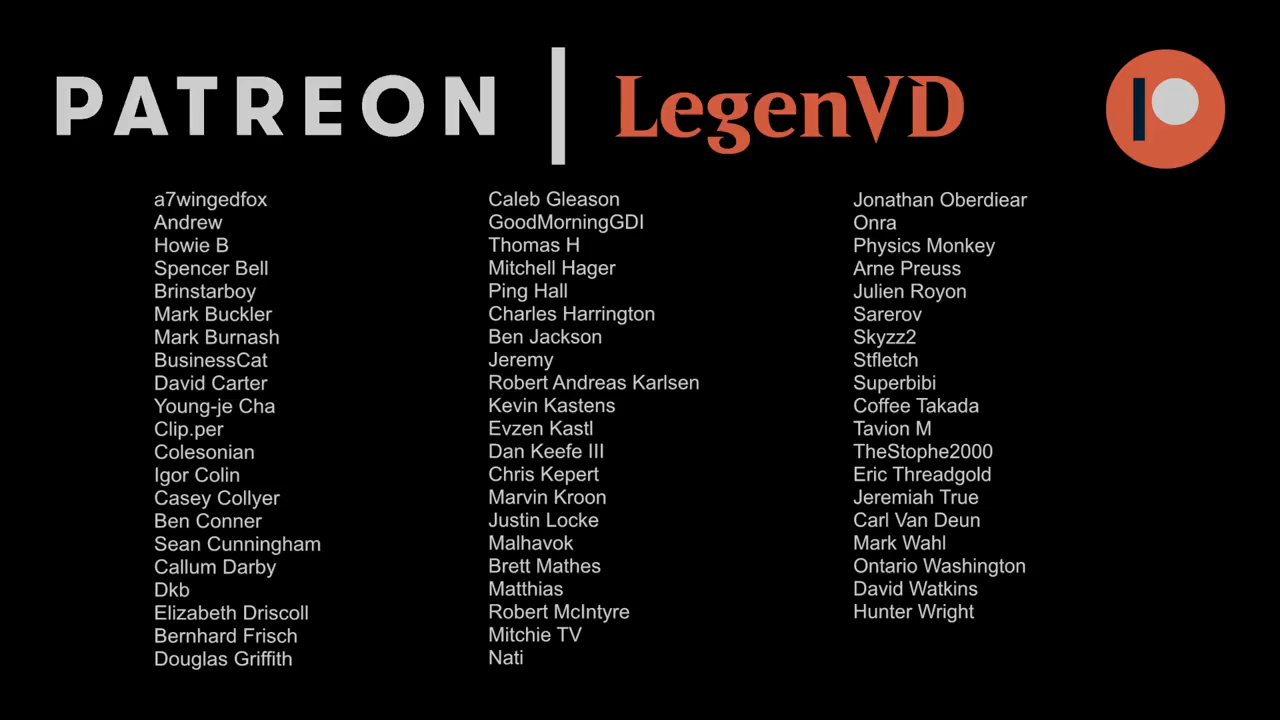 PATREON | LegenVD
a7wingedfox
Andrew
Howie B
Spencer Bell
Brinstarboy
Mark Buckler
Mark Burnash
BusinessCat
David Carter
Young-je Cha
Clip.per
Colesonian
Igor Colin
Casey Collyer
Ben Conner
Sean Cunningham
Callum Darby
Dkb
Elizabeth Driscoll
Bernhard Frisch
Douglas Griffith
Caleb Gleason
GoodMorningGDI
Thomas H
Mitchell Hager
Ping Hall
Charles Harrington
Ben Jackson
Jeremy
Robert Andreas Karlsen
Kevin Kastens
Evzen Kastl
Dan Keefe III
Chris Kepert
Marvin Kroon
Justin Locke
Malhavok
Brett Mathes
Matthias
Robert McIntyre
Mitchie TV
Nati
Jonathan Oberdiear
Onra
Physics Monkey
Arne Preuss
Julien Royon
Sarerov
Skyzz2
Stfletch
Superbibi
Coffee Takada
Tavion M
TheStophe2000
Eric Threadgold
Jeremiah True
Carl Van Deun
Mark Wahl
Ontario Washington
David Watkins
Hunter Wright